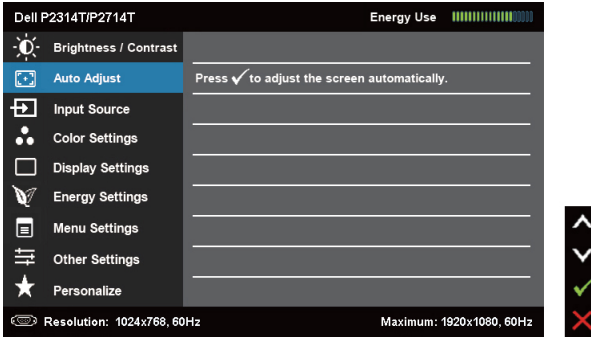 Dell P2314T/P2714T Energy Use
Brightness / Contrast
Auto Adjust Press ✓ to adjust the screen automatically.
Input Source
Color Settings
Display Settings
Energy Settings
Menu Settings
Other Settings
Personalize
Resolution: 1024x768, 60Hz Maximum: 1920x1080, 60Hz